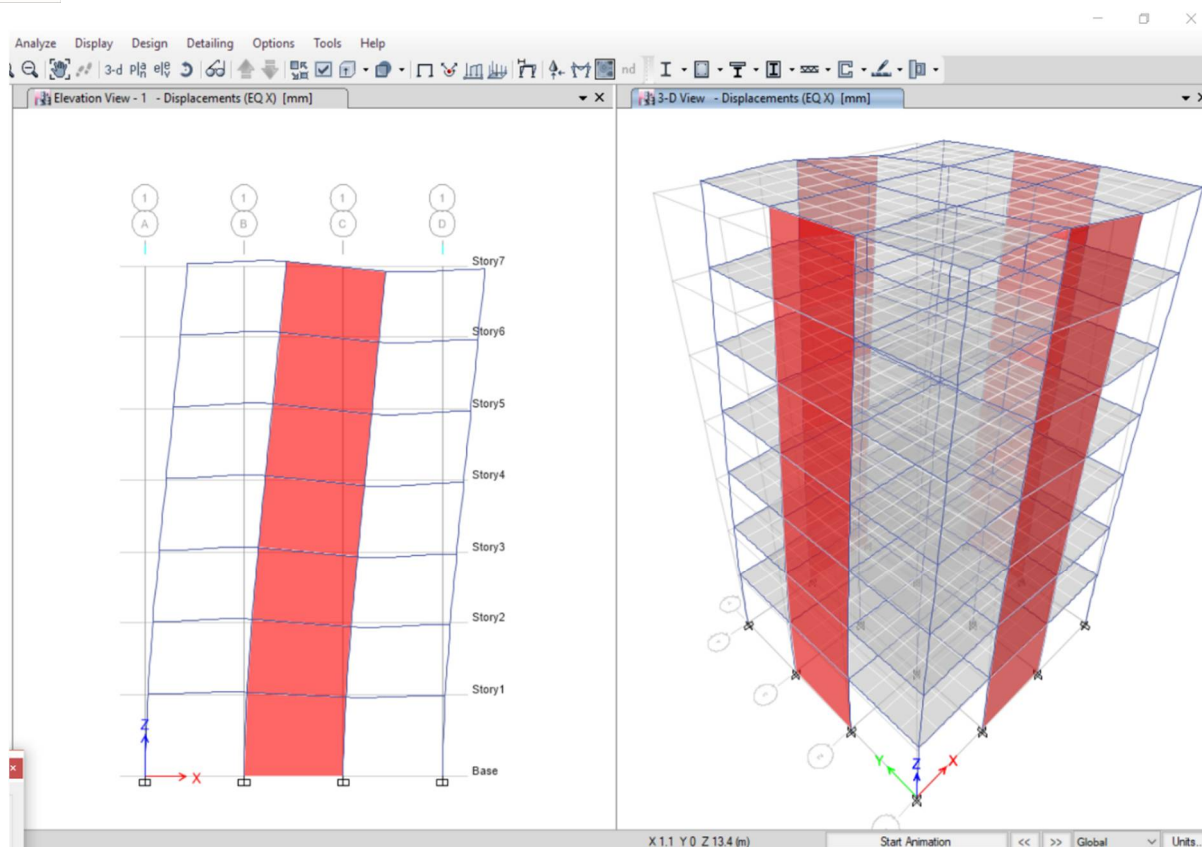 Analyze Display Design Detailing Options Tools Help
3-d nd
Elevation View - 1 - Displacements (EQ X) [mm]
3-D View - Displacements (EQ X) [mm]
1 1 1 1
A B C D
Story7
Story6
Story5
Story4
Story3
Story2
Story1
Base
Z
X
Y Z X
X 1.1 Y 0 Z 13.4 (m) Start Animation << >> Global Units...